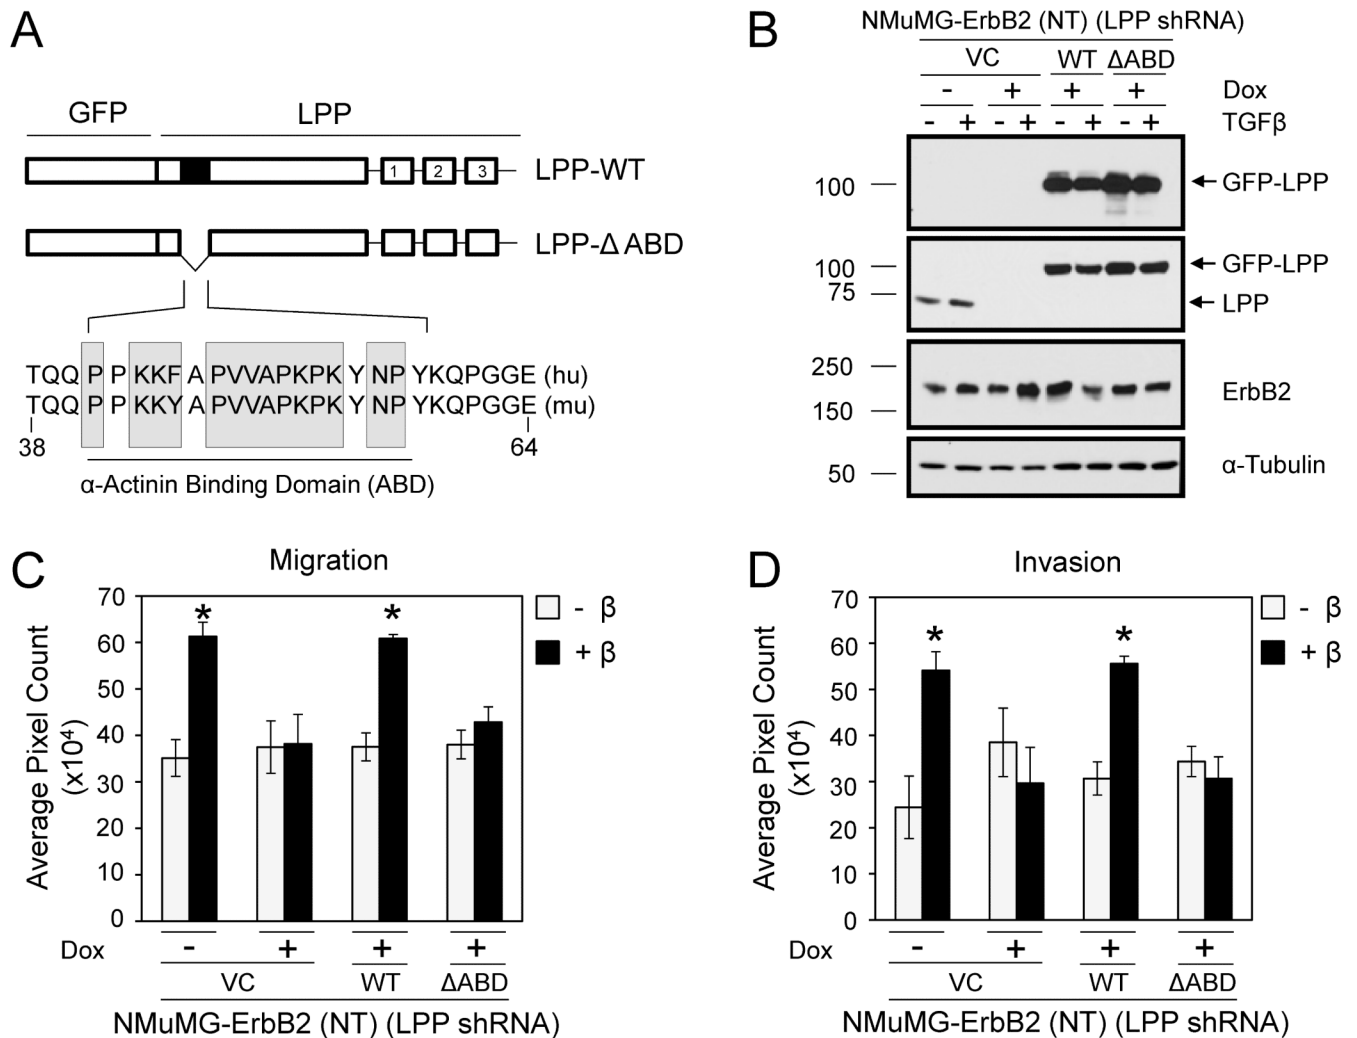 A
GFP LPP
LPP-WT
1 2 3
LPP-Δ ABD
TQQ P P KKF A PVVAPKPK Y NP YKQPGGE (hu)
TQQ P P KKY A PVVAPKPK Y NP YKQPGGE (mu)
38 64
α-Actinin Binding Domain (ABD)
B
NMuMG-ErbB2 (NT) (LPP shRNA)
VC WT ΔABD
- + + + Dox
- + - + - + - + TGFβ
100 GFP-LPP
100 GFP-LPP
75 LPP
250
150 ErbB2
50 α-Tubulin
C
Migration
Average Pixel Count
(x10⁴)
70
60
50
40
30
20
10
0
* *
- β
+ β
Dox - + + +
VC WT ΔABD
NMuMG-ErbB2 (NT) (LPP shRNA)
D
Invasion
Average Pixel Count
(x10⁴)
70
60
50
40
30
20
10
0
* *
- β
+ β
Dox - + + +
VC WT ΔABD
NMuMG-ErbB2 (NT) (LPP shRNA)